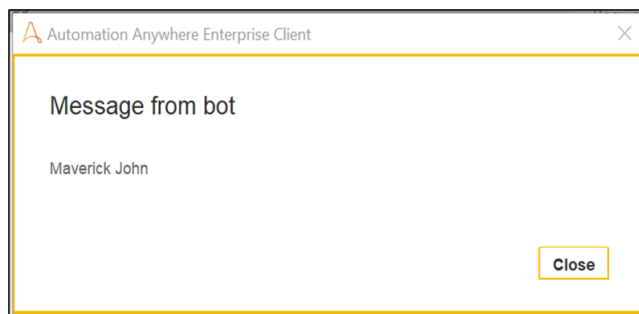 Automation Anywhere Enterprise Client
Message from bot
Maverick John
Close